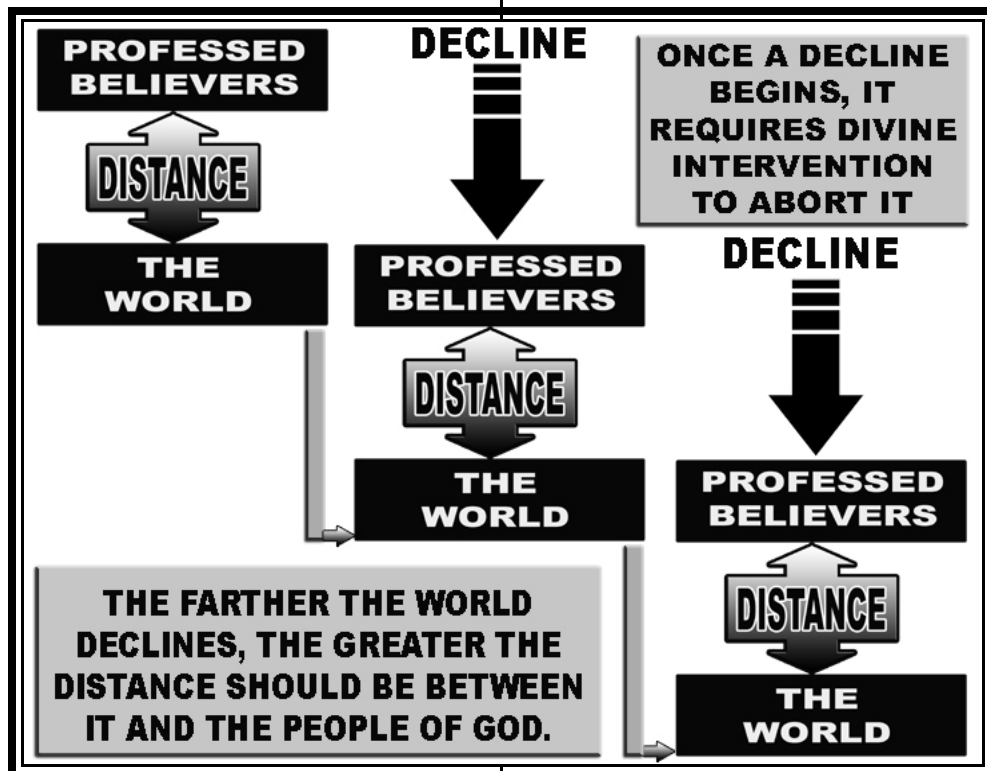 PROFESSED
BELIEVERS
DISTANCE
THE
WORLD
DECLINE
PROFESSED
BELIEVERS
DISTANCE
THE
WORLD
ONCE A DECLINE
BEGINS, IT
REQUIRES DIVINE
INTERVENTION
TO ABORT IT
DECLINE
PROFESSED
BELIEVERS
DISTANCE
THE
WORLD
THE FARTHER THE WORLD
DECLINES, THE GREATER THE
DISTANCE SHOULD BE BETWEEN
IT AND THE PEOPLE OF GOD.